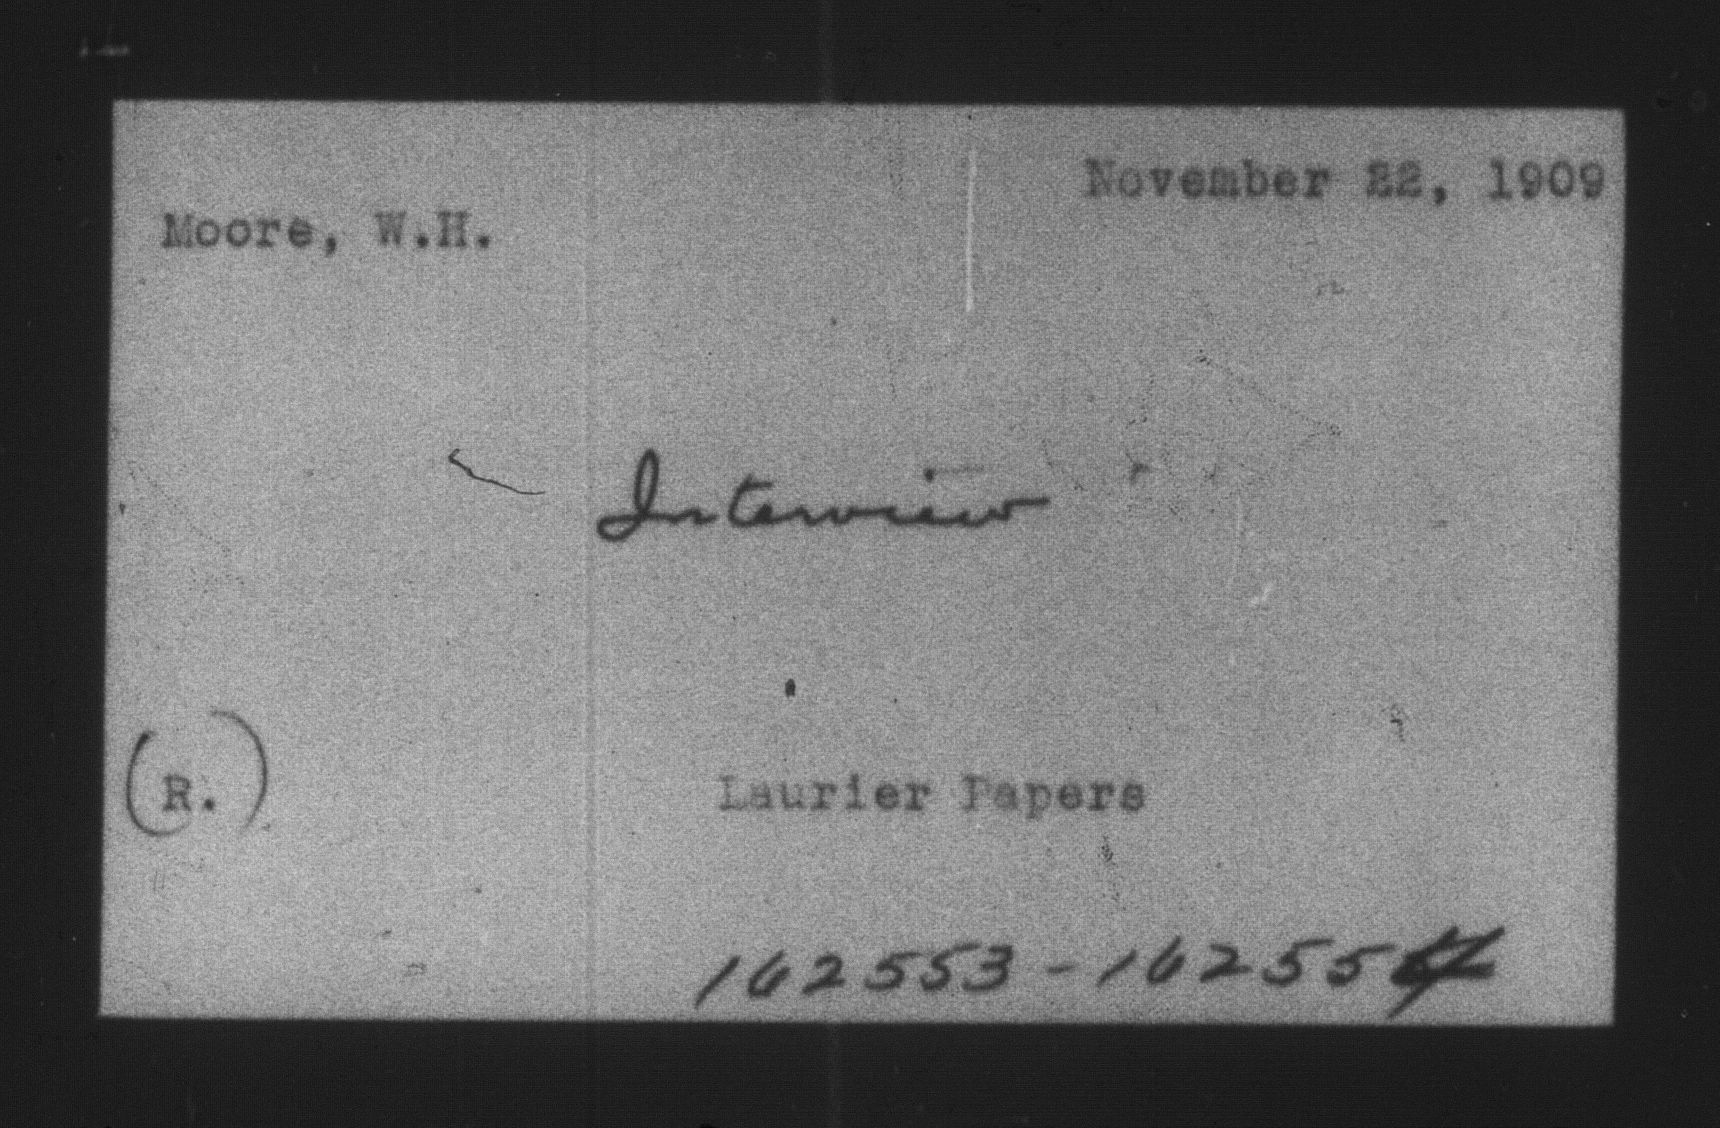 November 22, 1909
Moore, W.H.
Interview
(R.)
Laurier Papers
162553-162554